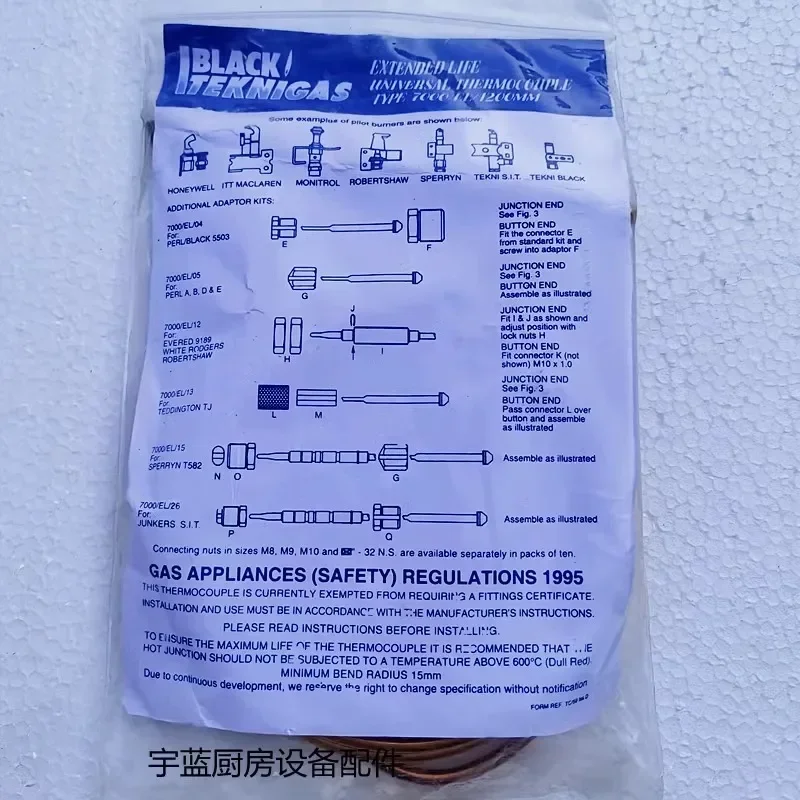 BLACK
TEKNIGAS
EXTENDED LIFE
UNIVERSAL THERMOCOUPLE
TYPE 7000/EL/1200MM
Some examples of pilot burners are shown below
HONEYWELL ITT MACLAREN MONITROL ROBERTSHAW SPERRYN TEKNI S.I.T. TEKNI BLACK
ADDITIONAL ADAPTOR KITS:
7000/EL/04
For:
PERL/BLACK 5503
E
F
JUNCTION END
See Fig. 3
BUTTON END
Fit the connector E
from standard kit and
screw into adaptor F
7000/EL/05
For:
PERL A, B, D & E
G
JUNCTION END
See Fig. 3
BUTTON END
Assemble as illustrated
7000/EL/12
For:
EVERED 9189
WHITE RODGERS
ROBERTSHAW
H
J
I
JUNCTION END
Fit I & J as shown and
adjust position with
lock nuts H
BUTTON END
Fit connector K (not
shown) M10 x 1.0
7000/EL/13
For:
TEDDINGTON TJ
L
M
JUNCTION END
See Fig. 3
BUTTON END
Pass connector L over
button and assemble
as illustrated
7000/EL/15
For:
SPERRYN T582
N O
G
Assemble as illustrated
7000/EL/26
For:
JUNKERS S.I.T.
P
Q
Assemble as illustrated
Connecting nuts in sizes M8, M9, M10 and - 32 N.S. are available separately in packs of ten.
GAS APPLIANCES (SAFETY) REGULATIONS 1995
THIS THERMOCOUPLE IS CURRENTLY EXEMPTED FROM REQUIRING A FITTINGS CERTIFICATE.
INSTALLATION AND USE MUST BE IN ACCORDANCE WITH THE MANUFACTURER'S INSTRUCTIONS.
PLEASE READ INSTRUCTIONS BEFORE INSTALLING.
TO ENSURE THE MAXIMUM LIFE OF THE THERMOCOUPLE IT IS RECOMMENDED THAT THE
HOT JUNCTION SHOULD NOT BE SUBJECTED TO A TEMPERATURE ABOVE 600°C (Dull Red)
MINIMUM BEND RADIUS 15mm
Due to continuous development, we reserve the right to change specification without notification
FORM REF.
宇蓝厨房设备配件